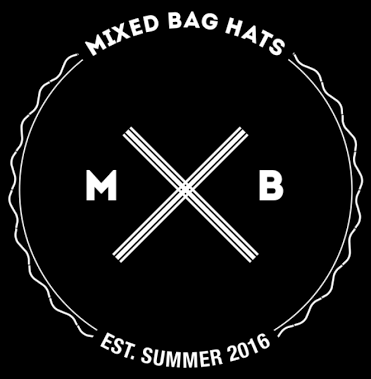 MIXED BAG HATS
M B
EST. SUMMER 2016